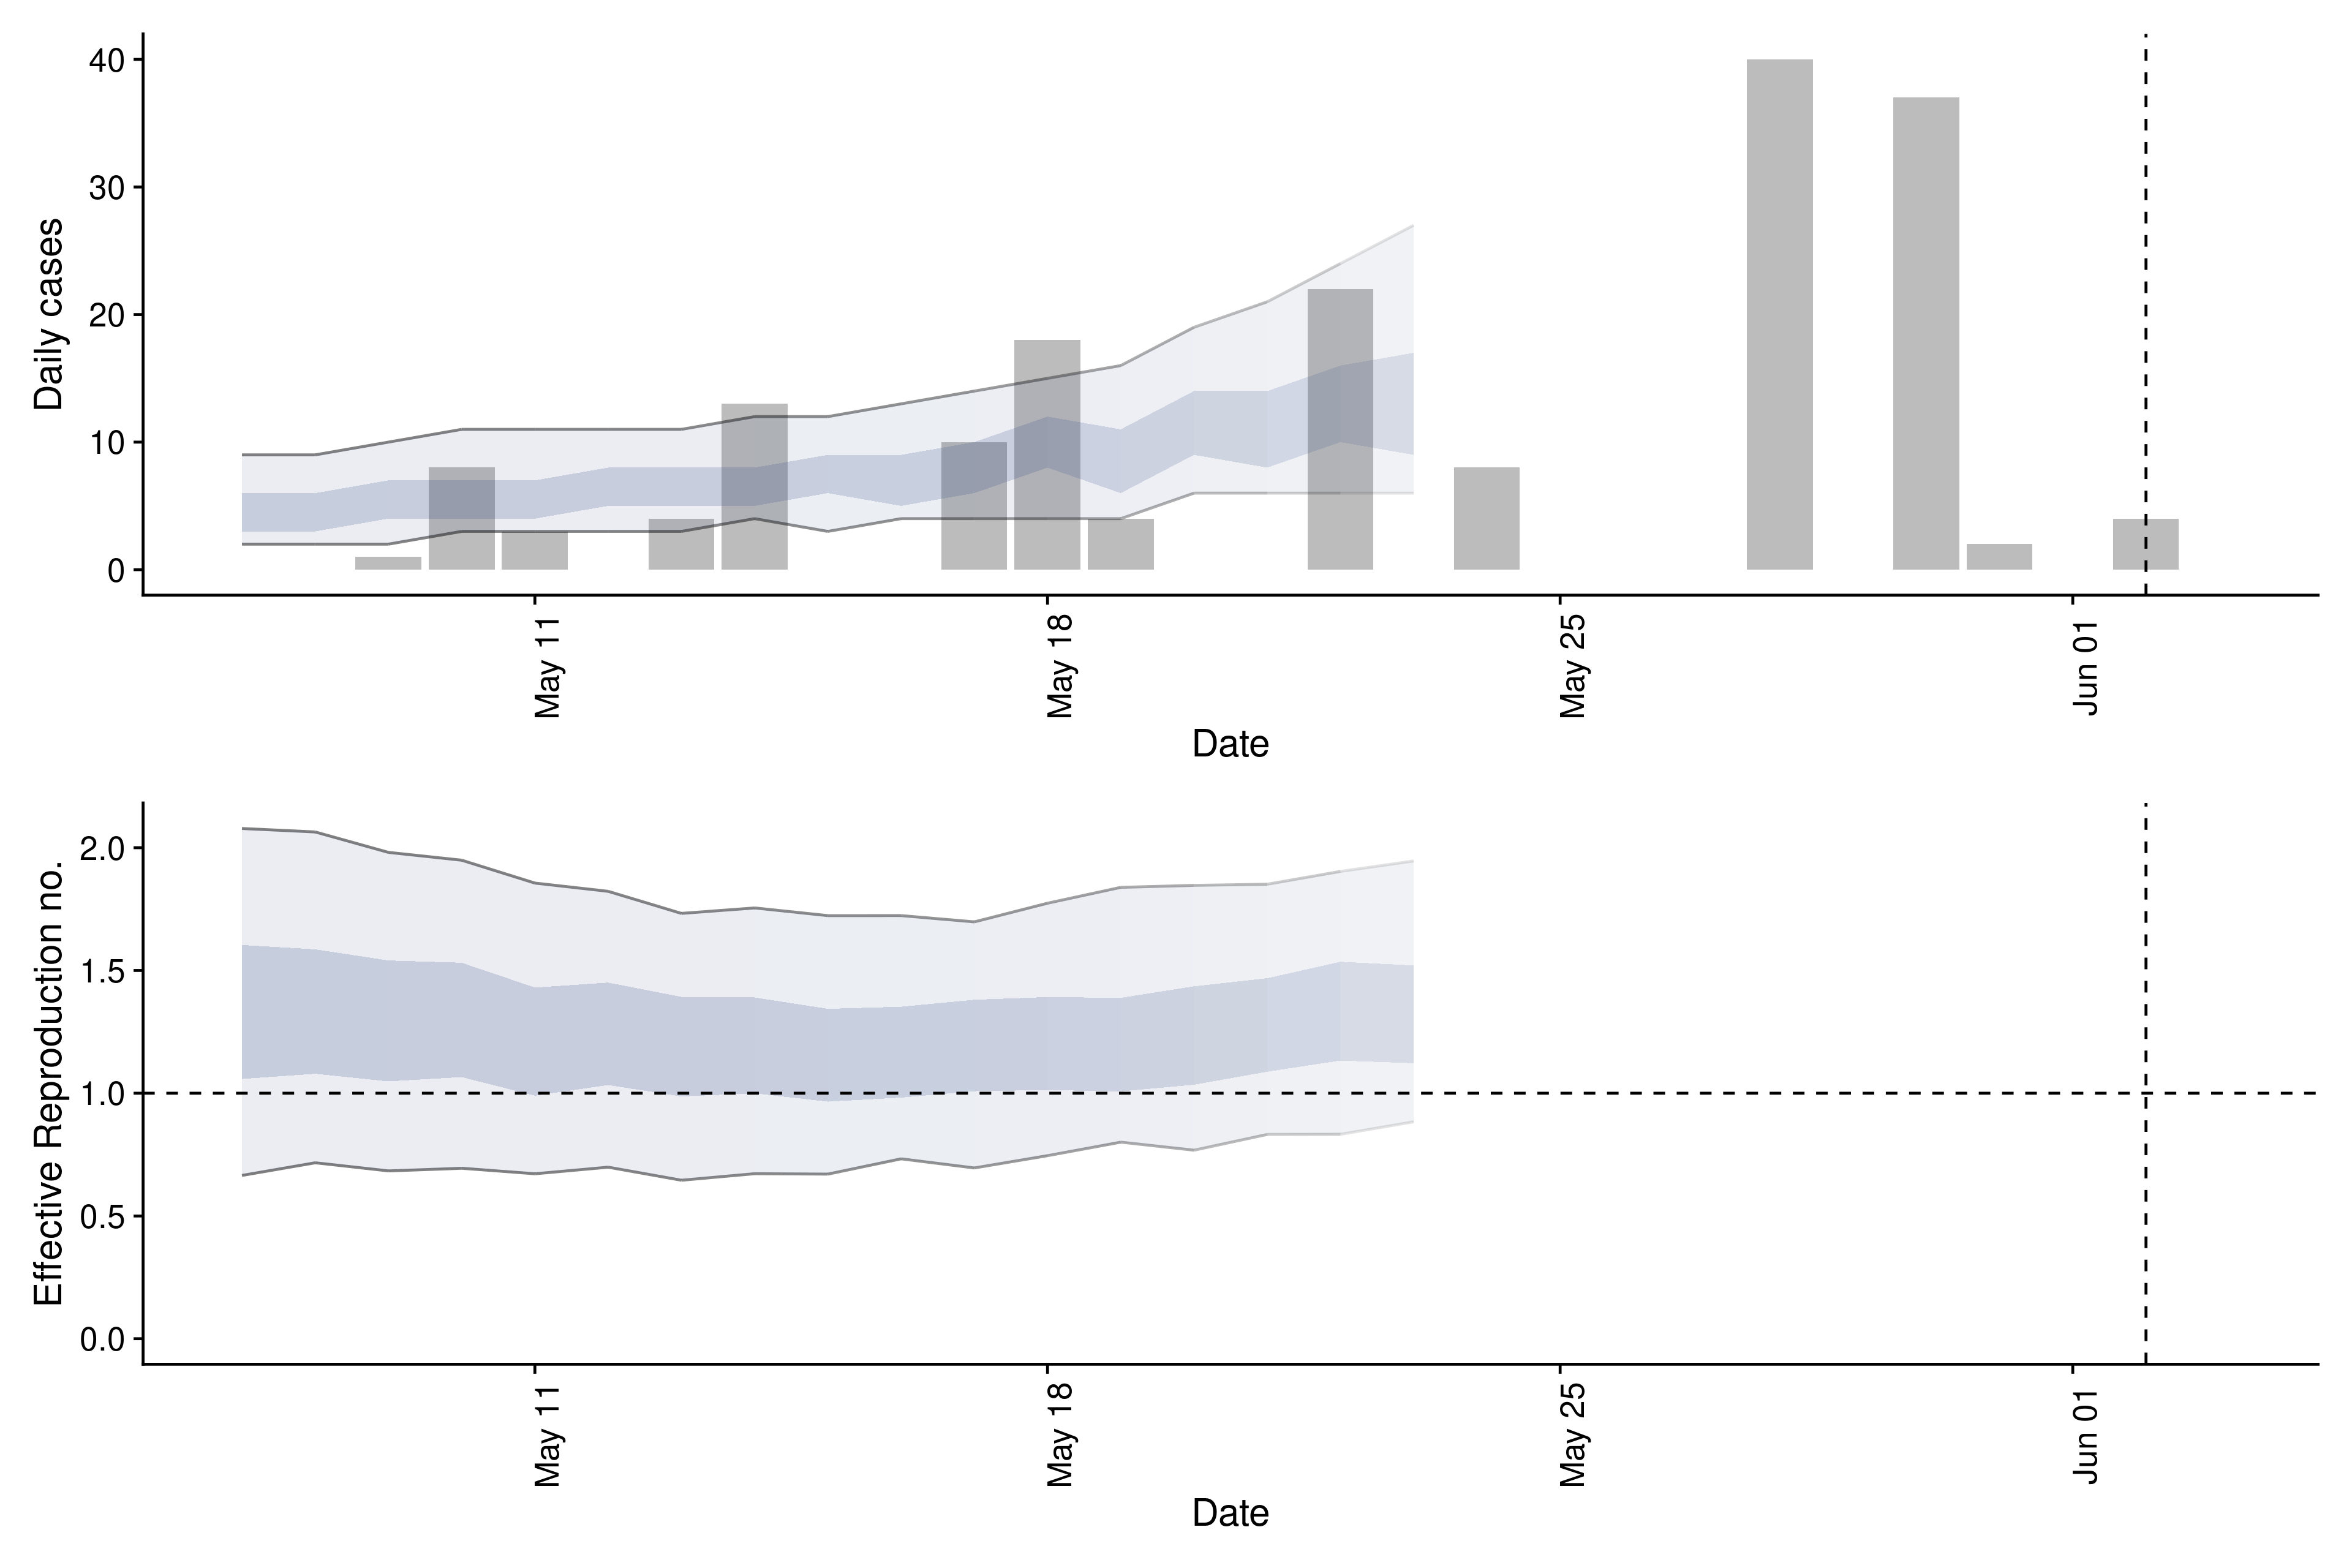 Daily cases
40
30
20
10
0
May 11
May 18
May 25
Jun 01
Date
Effective Reproduction no.
2.0
1.5
1.0
0.5
0.0
May 11
May 18
May 25
Jun 01
Date